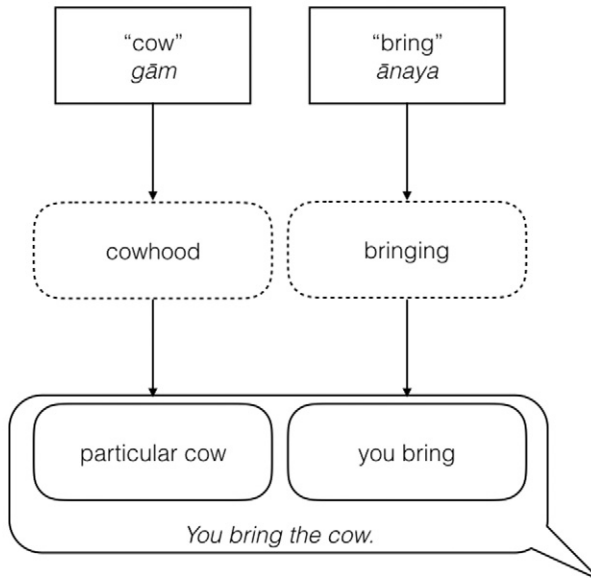 “cow”
gām
“bring”
ānaya
cowhood
bringing
particular cow
you bring
You bring the cow.